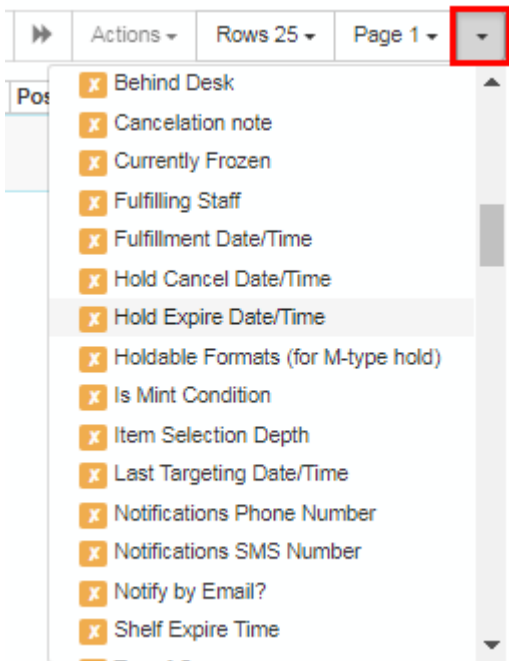 Actions Rows 25 Page 1
Pos
x Behind Desk
x Cancelation note
x Currently Frozen
x Fulfilling Staff
x Fulfillment Date/Time
x Hold Cancel Date/Time
x Hold Expire Date/Time
x Holdable Formats (for M-type hold)
x Is Mint Condition
x Item Selection Depth
x Last Targeting Date/Time
x Notifications Phone Number
x Notifications SMS Number
x Notify by Email?
x Shelf Expire Time